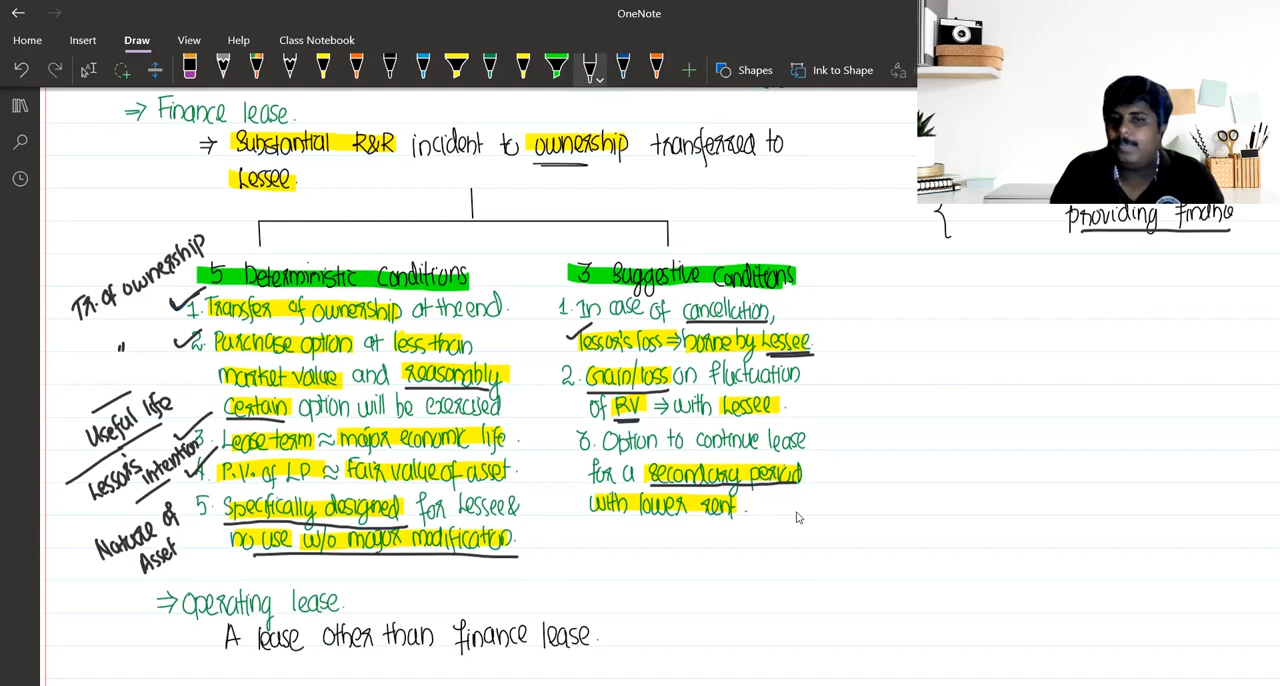 OneNote
Home Insert Draw View Help Class Notebook
Shapes Ink to Shape
⇒ Finance lease.
⇒ Substantial R&R incident to ownership transferred to
Lessee.
providing finance
Tr. of ownership
5 Deterministic Conditions
1. Transfer of ownership at the end.
2. Purchase option at less than
market value and reasonably
certain option will be exercised
3. Lease term ≈ major economic life.
4. P.V. of LP ≈ Fair value of asset.
5. Specifically designed for Lessee &
no use w/o major modification.
"
Useful life
Lessor's intention
Nature of
Asset
3 Suggestive Conditions
1. In case of cancellation,
lessor's loss ⇒ borne by Lessee.
2. Gain/loss on fluctuation
of RV ⇒ with Lessee.
3. Option to continue lease
for a secondary period
with lower rent.
⇒ Operating lease.
A lease other than finance lease.